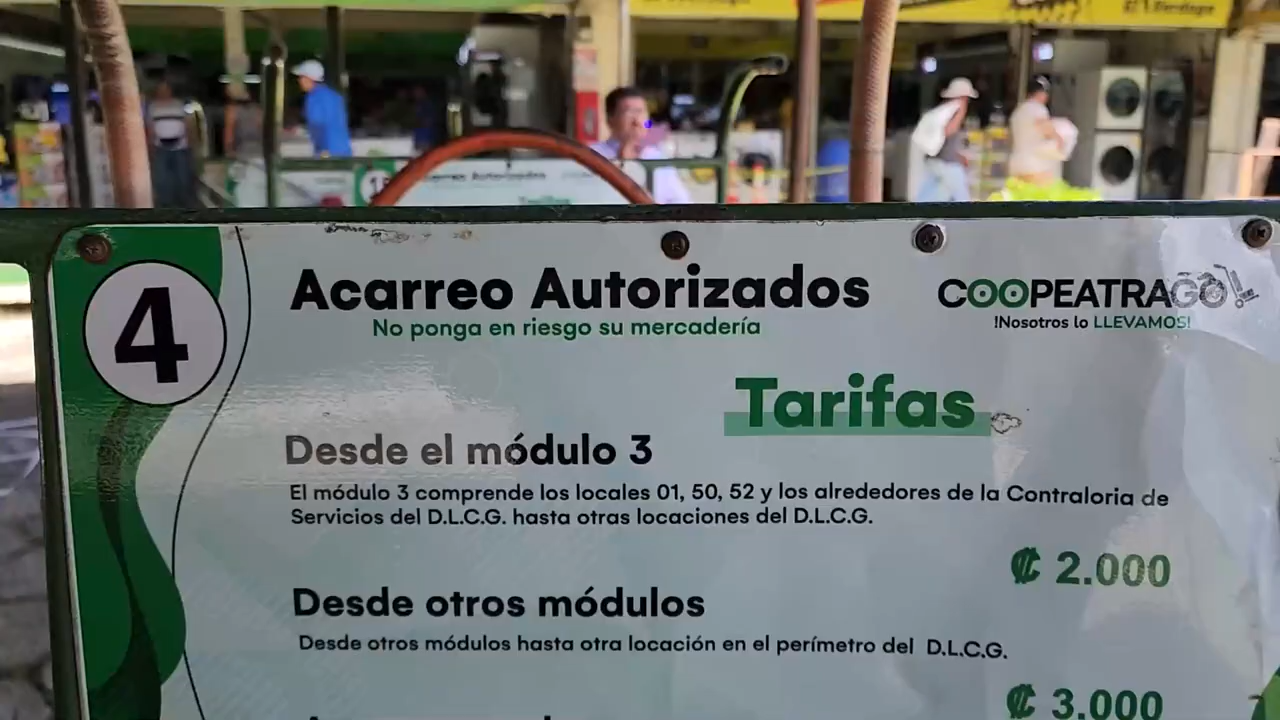 4
Acarreo Autorizados
No ponga en riesgo su mercadería
COOPEATRAGO
!Nosotros lo LLEVAMOS!
Tarifas
Desde el módulo 3
El módulo 3 comprende los locales 01, 50, 52 y los alrededores de la Contraloria de
Servicios del D.L.C.G. hasta otras locaciones del D.L.C.G.
₡ 2.000
Desde otros módulos
Desde otros módulos hasta otra locación en el perímetro del D.L.C.G.
₡ 3.000